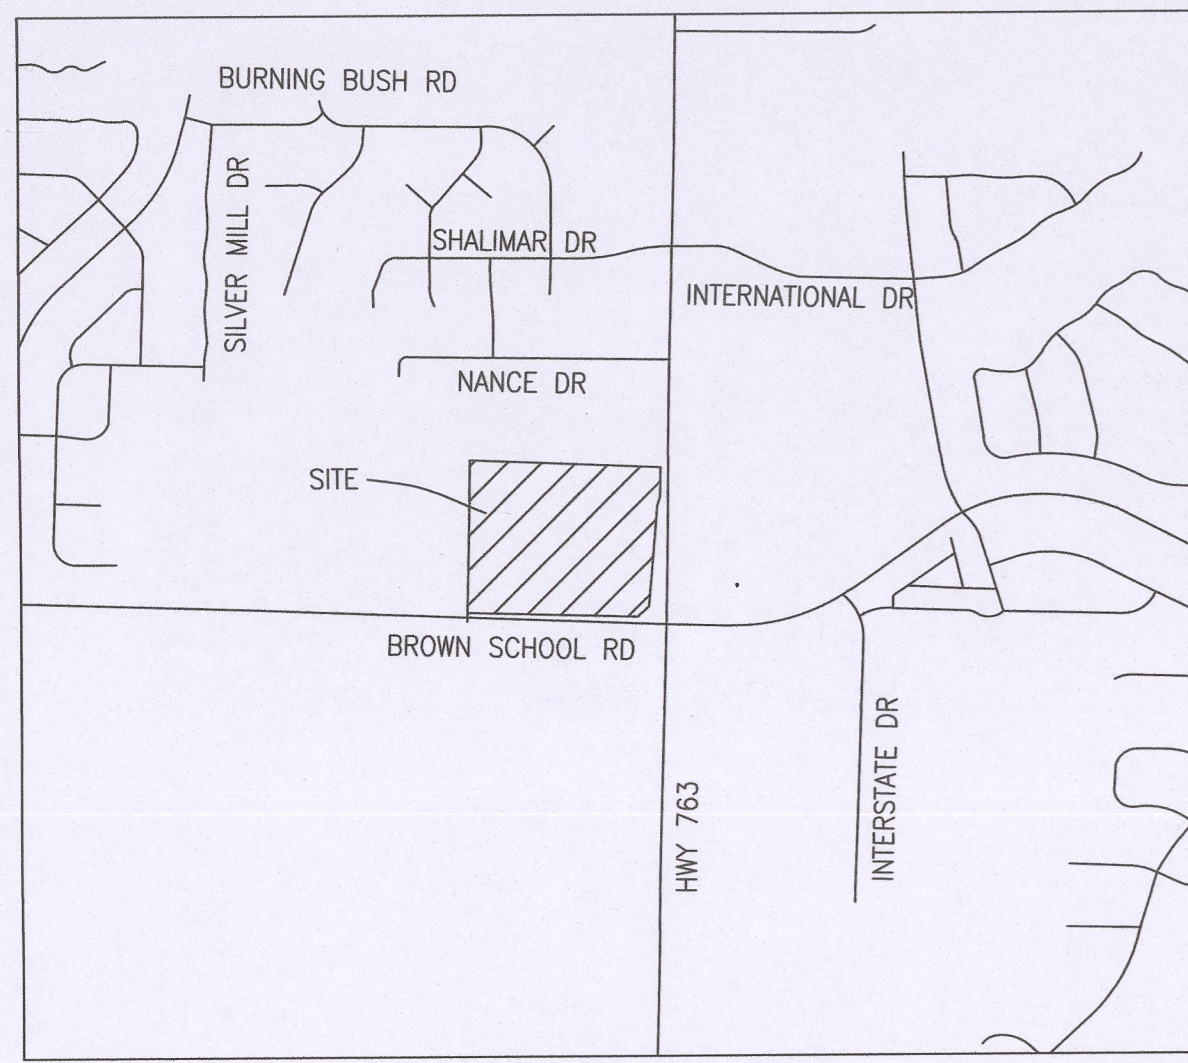 BURNING BUSH RD
SILVER MILL DR
SHALIMAR DR
INTERNATIONAL DR
NANCE DR
SITE
BROWN SCHOOL RD
INTERSTATE DR
HWY 763